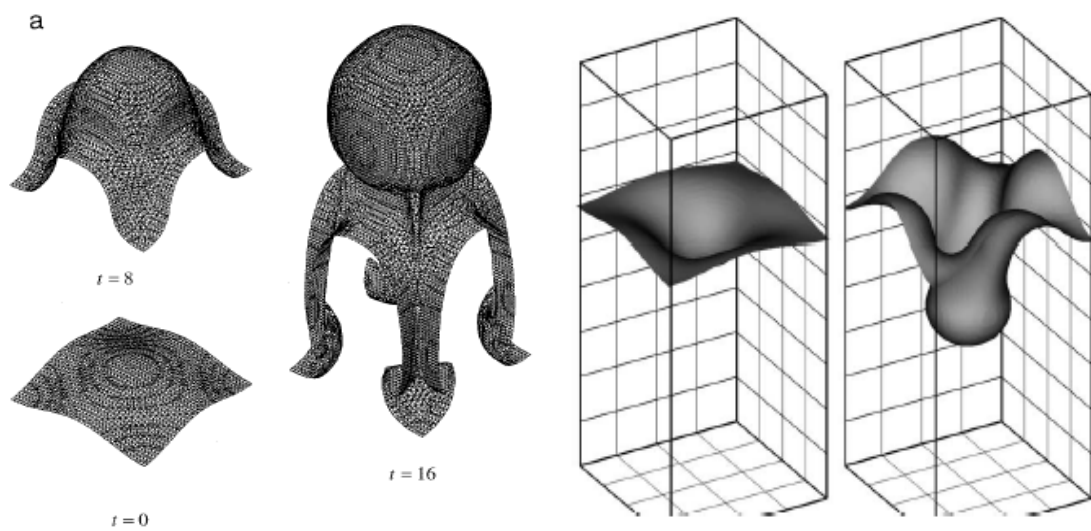 a
t = 8
t = 16
t = 0